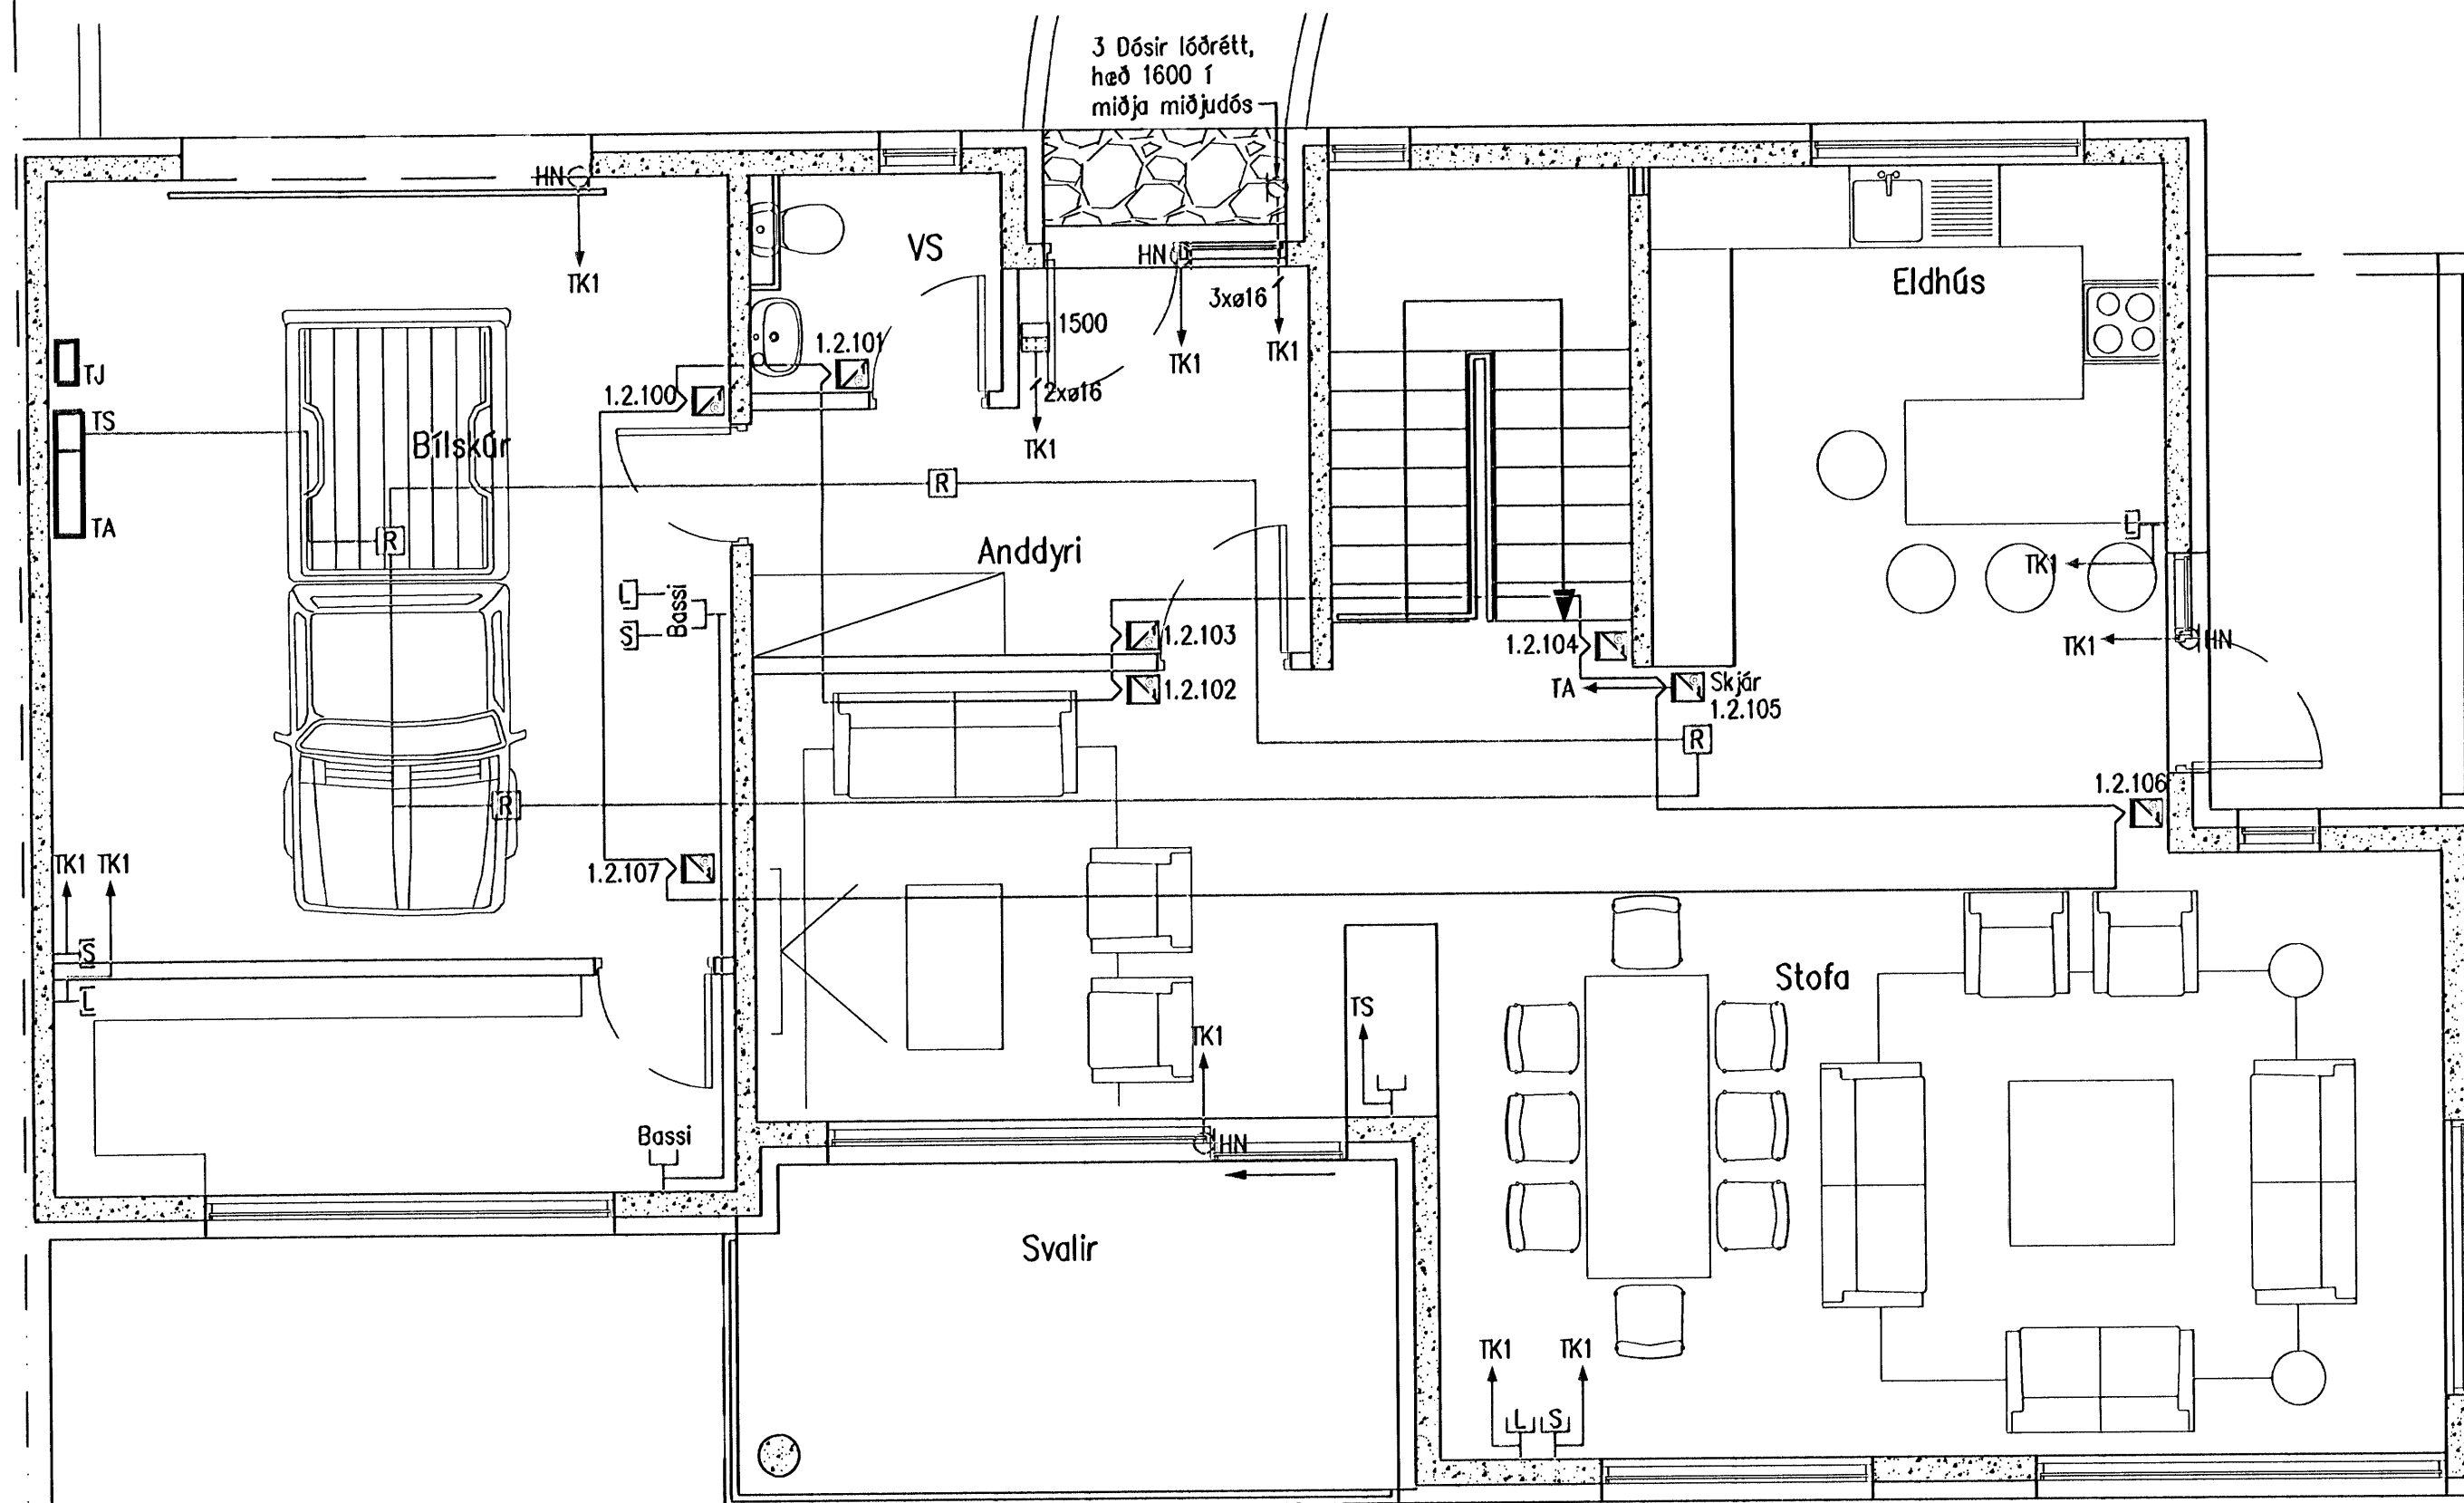 3 Dósir lóðrétt,
hæð 1600 í
miðja miðjudós
HN
TK1
VS
HN
3xø16
TK1
TK1
Eldhús
1500
2xø16
TK1
1.2.101
1.2.100
TJ
TS
Bílskúr
TA
R
R
Anddyri
L
TK1
L
S
Bassi
1.2.103
1.2.102
1.2.104
TA
Skjár
1.2.105
TK1
HN
R
R
1.2.106
1.2.107
TK1 TK1
S
L
Stofa
TK1
TS
HN
Bassi
Svalir
TK1 TK1
L S